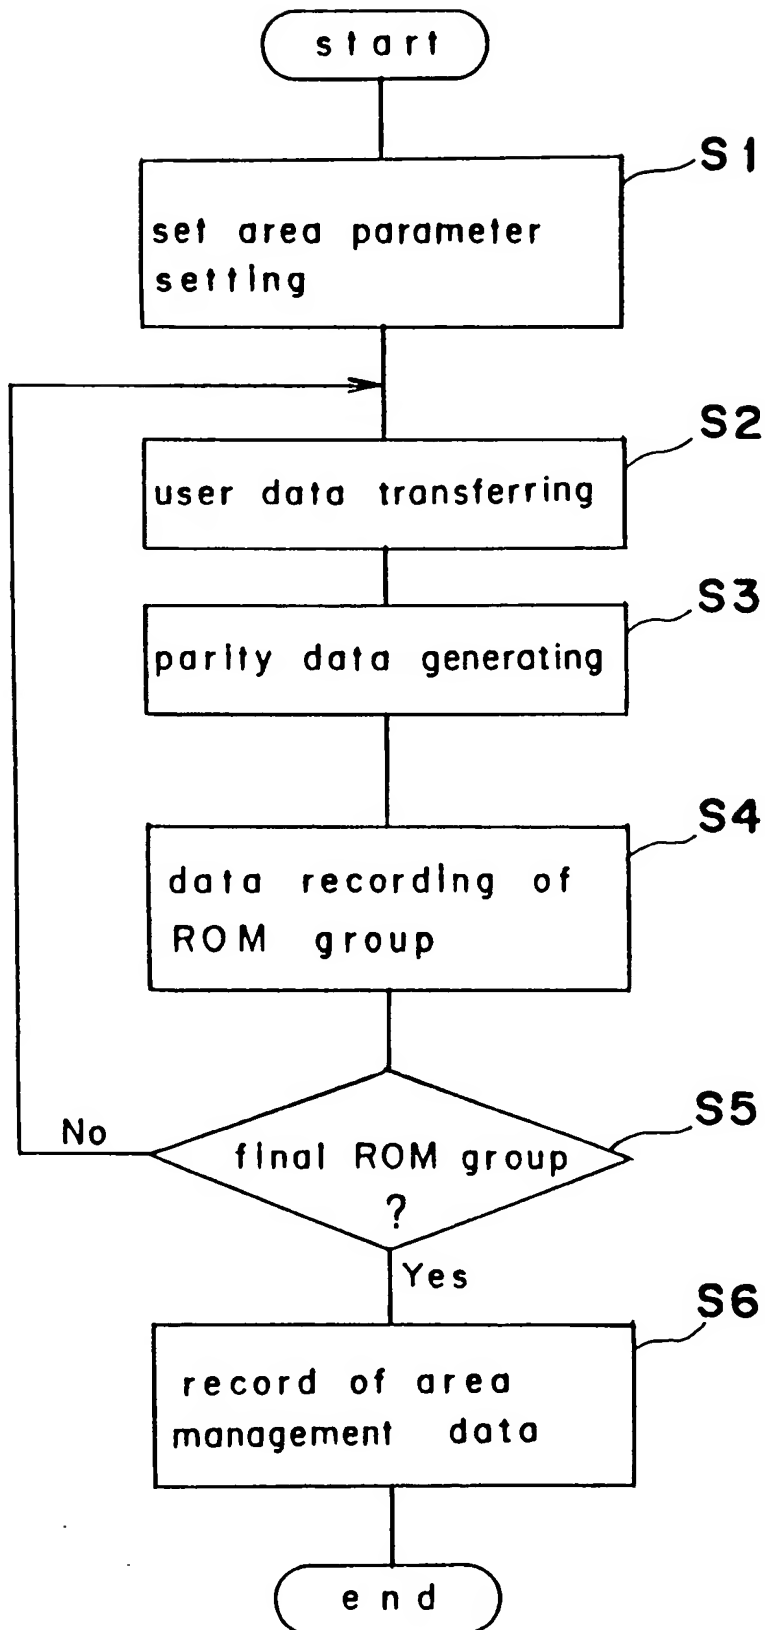 start
S1
set area parameter
setting
S2
user data transferring
S3
parity data generating
S4
data recording of
ROM group
S5
No
final ROM group
?
Yes
S6
record of area
management data
end